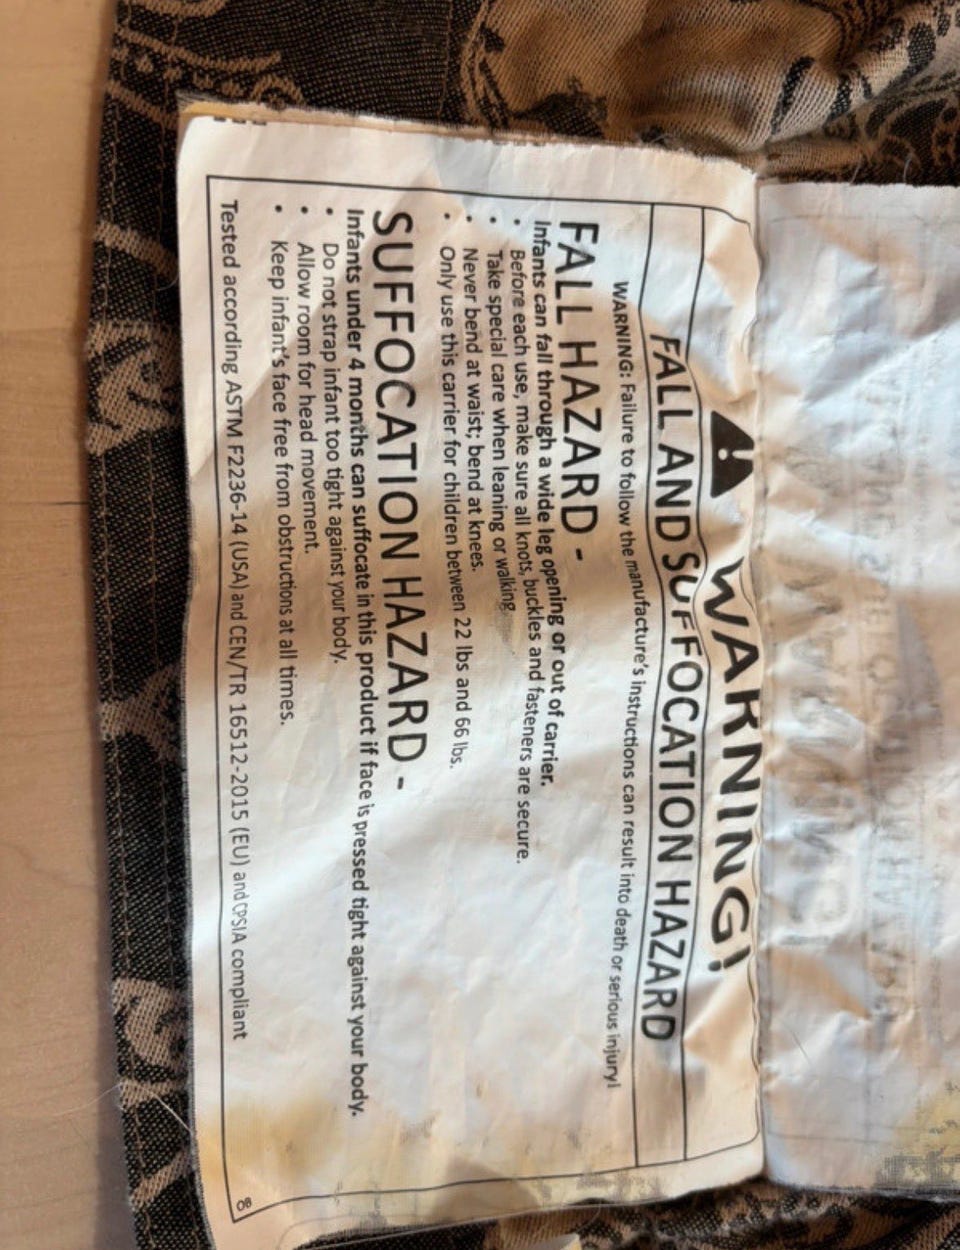 WARNING!
FALL AND SUFFOCATION HAZARD
WARNING: Failure to follow the manufacture's instructions can result into death or serious injury!
FALL HAZARD -
Infants can fall through a wide leg opening or out of carrier.
• Before each use, make sure all knots, buckles and fasteners are secure.
• Take special care when leaning or walking.
• Never bend at waist; bend at knees.
• Only use this carrier for children between 22 lbs and 66 lbs.
SUFFOCATION HAZARD -
Infants under 4 months can suffocate in this product if face is pressed tight against your body.
• Do not strap infant too tight against your body.
• Allow room for head movement.
• Keep infant's face free from obstructions at all times.
Tested according ASTM F2236-14 (USA) and CEN/TR 16512-2015 (EU) and CPSIA compliant
08